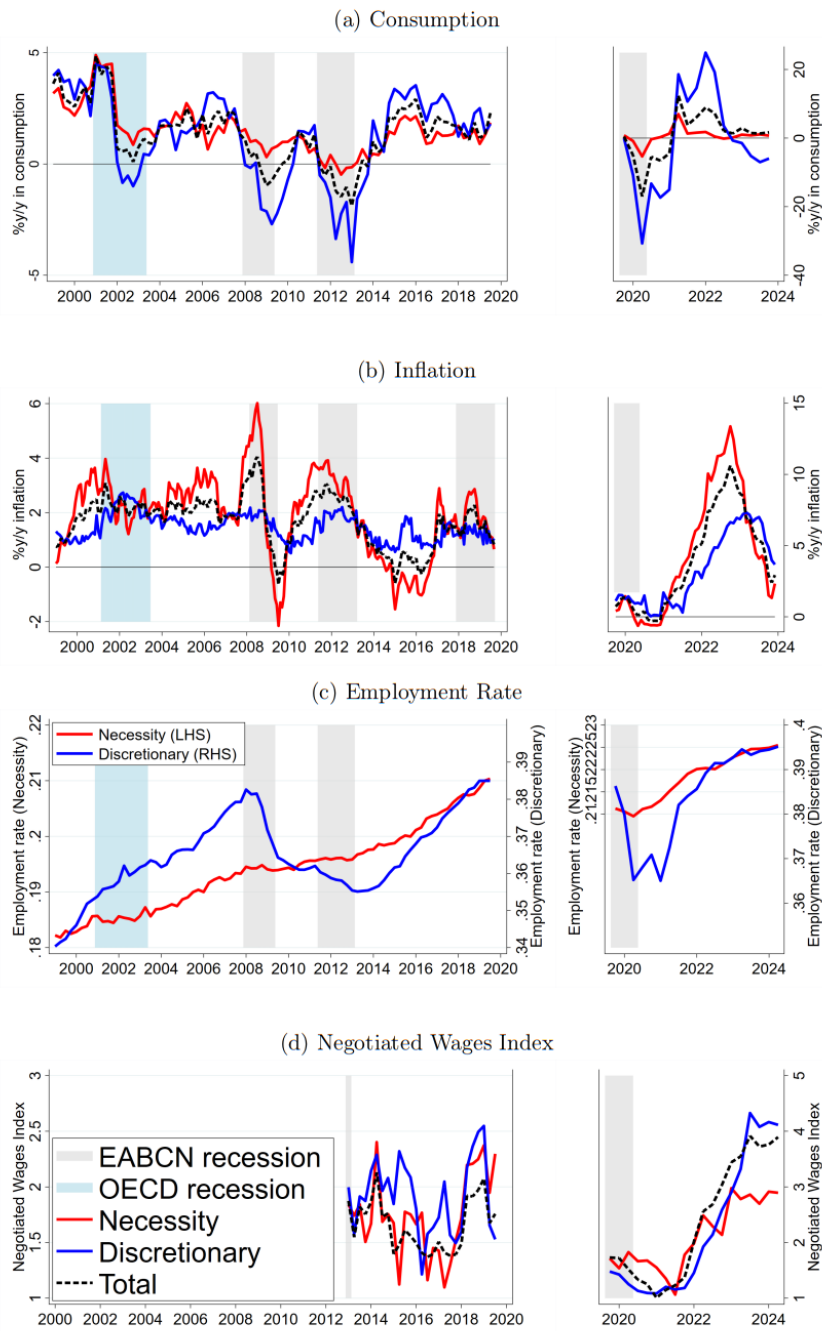 (a) Consumption
%y/y in consumption
5
0
-5
2000 2002 2004 2006 2008 2010 2012 2014 2016 2018 2020
20
0
-20
-40
%y/y in consumption
2020 2022 2024
(b) Inflation
%y/y inflation
6
4
2
0
-2
2000 2002 2004 2006 2008 2010 2012 2014 2016 2018 2020
15
10
5
0
%y/y inflation
2020 2022 2024
(c) Employment Rate
Employment rate (Necessity)
.22
.21
.12
.19
.18
Necessity (LHS)
Discretionary (RHS)
.39
.38
.37
.36
.35
.34
Employment rate (Discretionary)
2000 2002 2004 2006 2008 2010 2012 2014 2016 2018 2020
Employment rate (Necessity)
21215222523
.4
.39
.38
.37
.36
Employment rate (Discretionary)
2020 2022 2024
(d) Negotiated Wages Index
Negotiated Wages Index
3
2.5
2
1.5
1
EABCN recession
OECD recession
Necessity
Discretionary
Total
2000 2002 2004 2006 2008 2010 2012 2014 2016 2018 2020
5
4
3
2
1
Negotiated Wages Index
2020 2022 2024